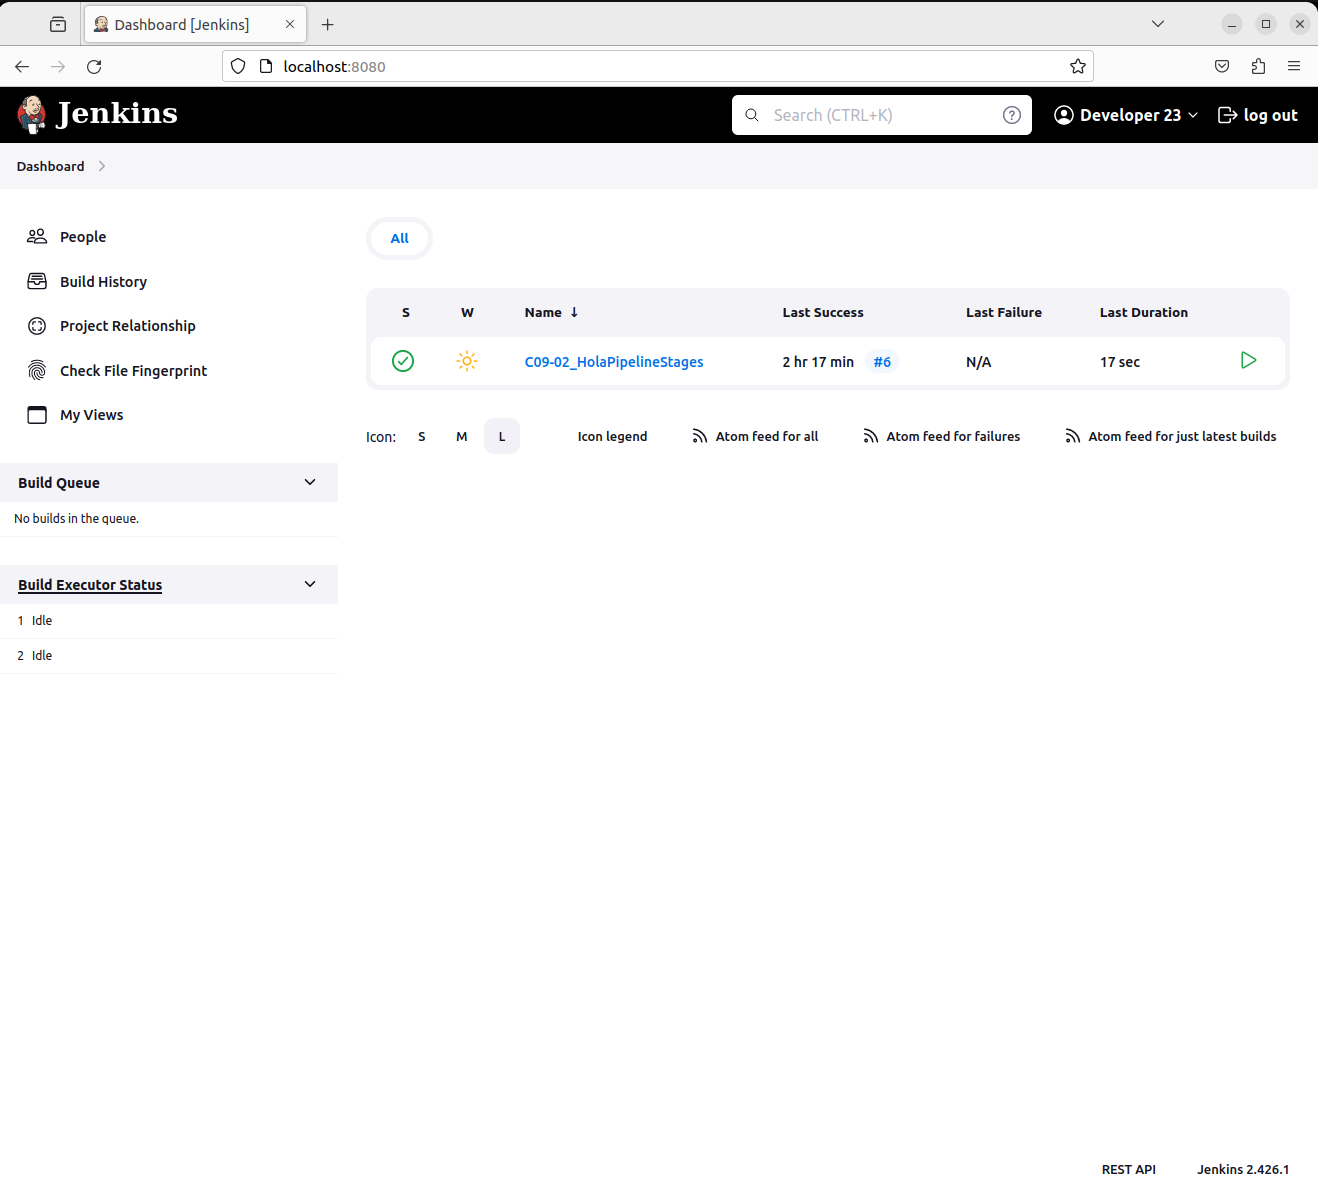 Dashboard [Jenkins]
localhost:8080
Jenkins
Search (CTRL+K)
Developer 23
log out
Dashboard
People
Build History
Project Relationship
Check File Fingerprint
My Views
Build Queue
No builds in the queue.
Build Executor Status
1 Idle
2 Idle
All
S W Name ↓ Last Success Last Failure Last Duration
C09-02_HolaPipelineStages 2 hr 17 min #6 N/A 17 sec
Icon: S M L Icon legend Atom feed for all Atom feed for failures Atom feed for just latest builds
REST API Jenkins 2.426.1